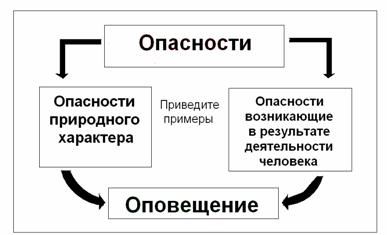 Опасности
Опасности
природного
характера
Приведите
примеры
Опасности
возникающие
в результате
деятельности
человека
Оповещение